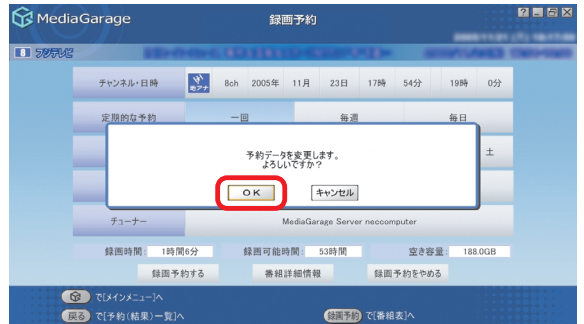 MediaGarage 録画予約
8 フジテレビ
チャンネル・日時 地アナ 8ch 2005年 11月 23日 17時 54分 19時 0分
定期的な予約 一回 毎週 毎日
土
予約データを変更します。
よろしいですか？
OK キャンセル
チューナー MediaGarage Server neccomputer
録画時間: 1時間6分 録画可能時間: 53時間 空き容量: 188.0GB
録画予約する 番組詳細情報 録画予約をやめる
で[メインメニュー]へ
戻る で[予約(結果)一覧]へ 録画予約 で[番組表]へ